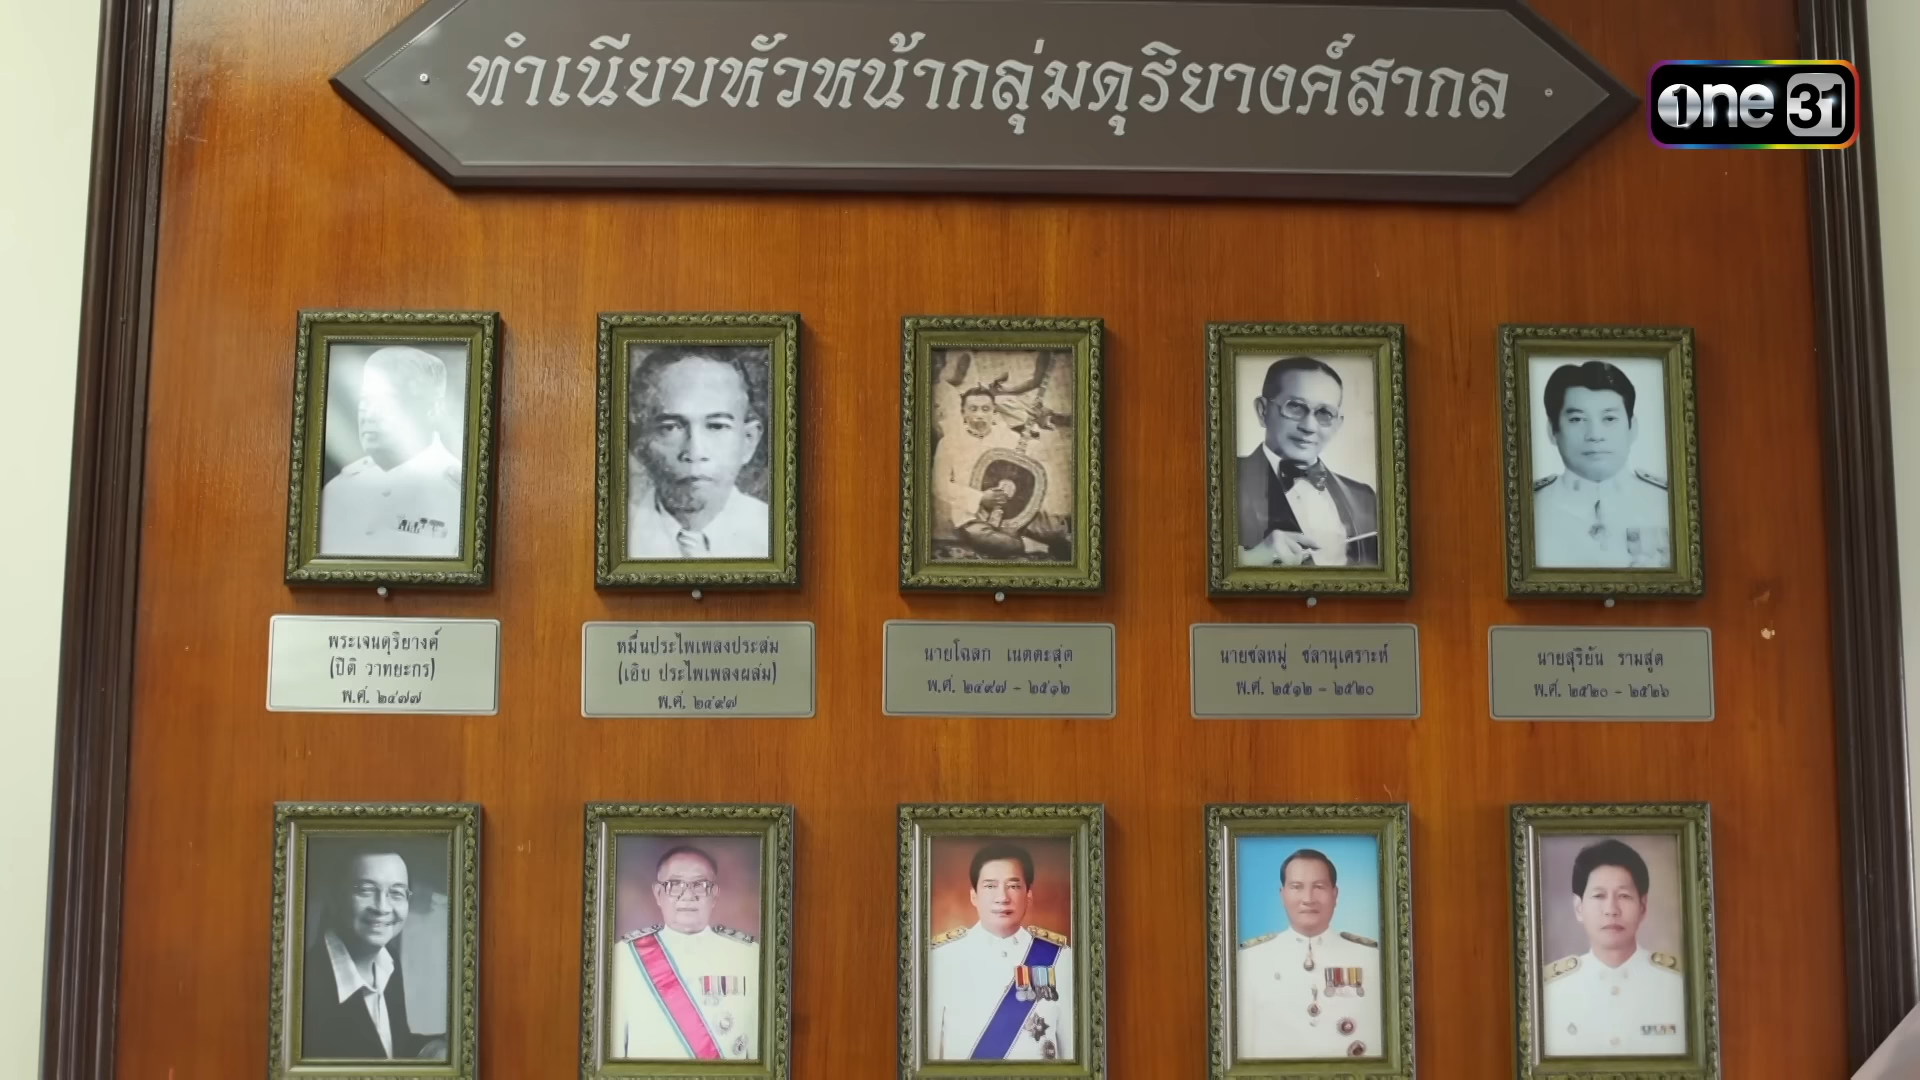 ทำเนียบหัวหน้ากลุ่มดุริยางค์สากล
one 31
พระเจนดุริยางค์
(ปิติ วาทยะกร)
พ.ศ. ๒๔๗๗
หมื่นประไพเพลงประสม
(เอิบ ประไพเพลงผสม)
พ.ศ. ๒๔๙๗
นายโฉลก เนตตะสุต
พ.ศ. ๒๔๙๗ - ๒๕๑๒
นายชลหมู่ ชลานุเคราะห์
พ.ศ. ๒๕๑๒ - ๒๕๒๐
นายสุริยัน รามสูต
พ.ศ. ๒๕๒๐ - ๒๕๒๖